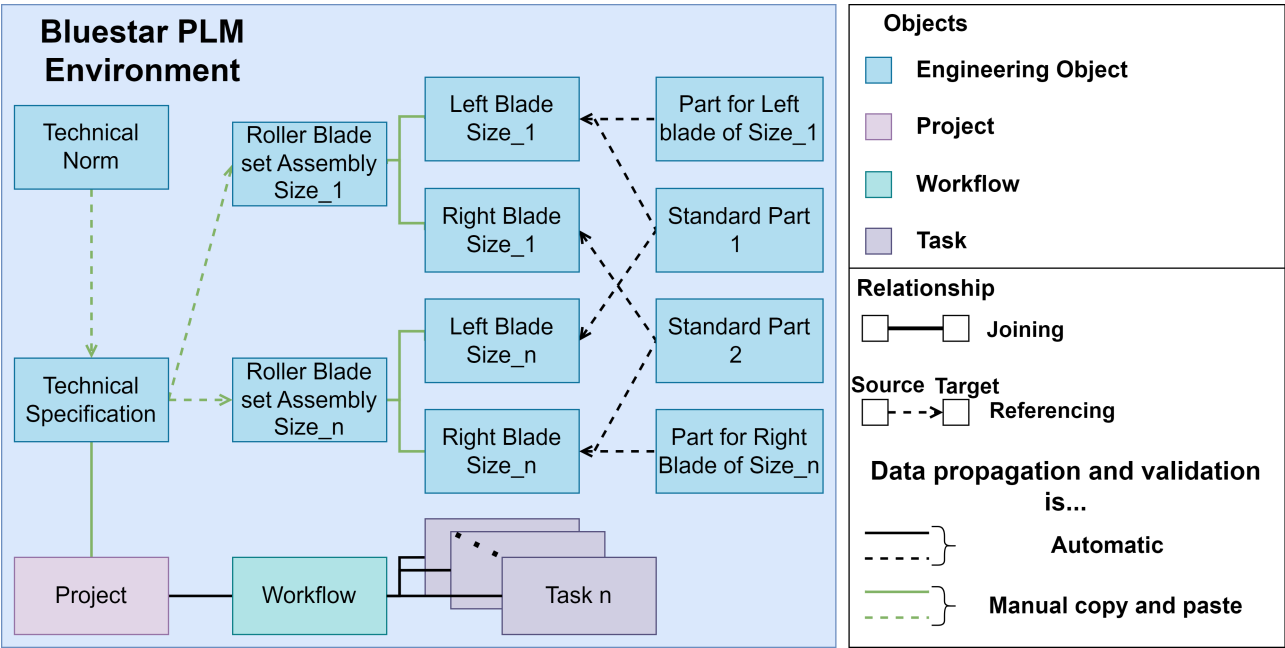 Bluestar PLM
Environment
Technical
Norm
Roller Blade
set Assembly
Size_1
Left Blade
Size_1
Part for Left
blade of Size_1
Right Blade
Size_1
Standard Part
1
Left Blade
Size_n
Standard Part
2
Technical
Specification
Roller Blade
set Assembly
Size_n
Right Blade
Size_n
Part for Right
Blade of Size_n
Project
Workflow
Task n
Objects
Engineering Object
Project
Workflow
Task
Relationship
Joining
Source Target
Referencing
Data propagation and validation
is...
Automatic
Manual copy and paste